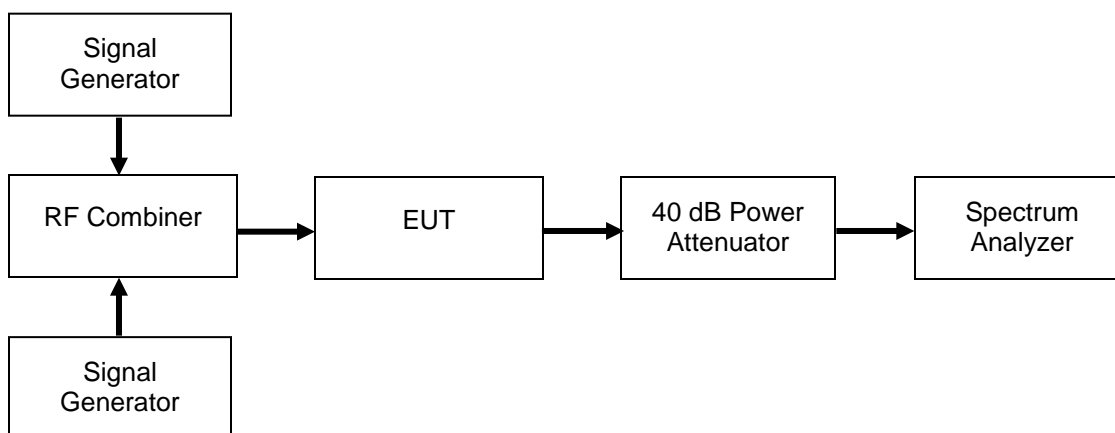 Signal
Generator
RF Combiner
EUT
40 dB Power
Attenuator
Spectrum
Analyzer
Signal
Generator